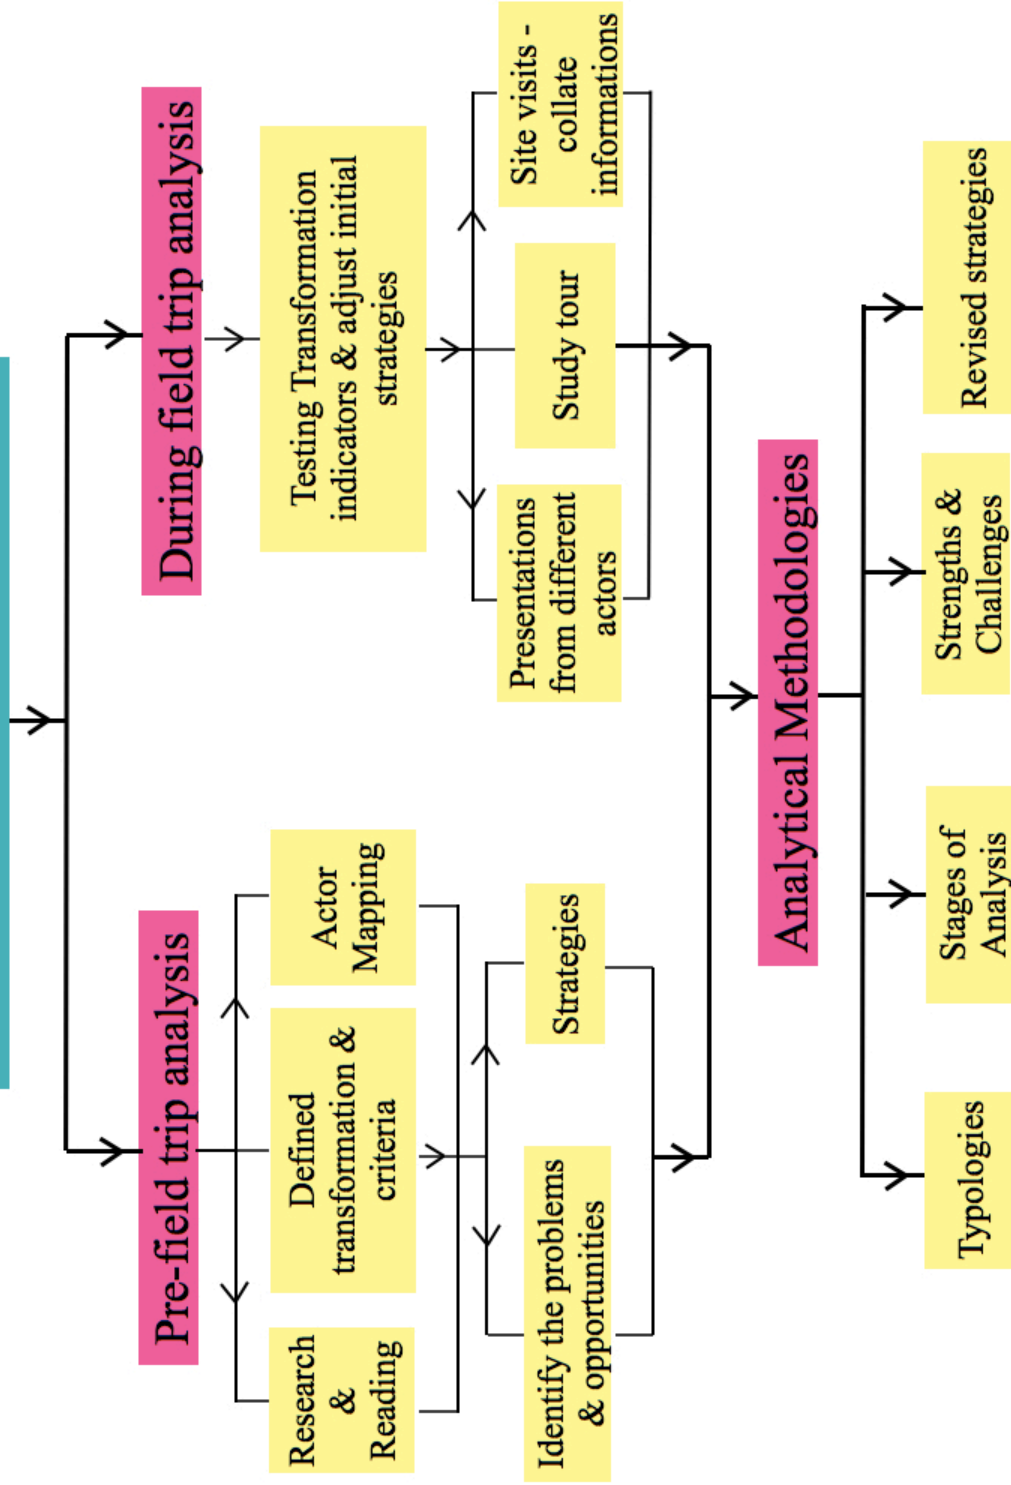 Pre-field trip analysis
During field trip analysis
Research
&
Reading
Defined
transformation &
criteria
Actor
Mapping
Testing Transformation
indicators & adjust initial
strategies
Identify the problems
& opportunities
Strategies
Presentations
from different
actors
Study tour
Site visits -
collate
informations
Analytical Methodologies
Typologies
Stages of
Analysis
Strengths &
Challenges
Revised strategies